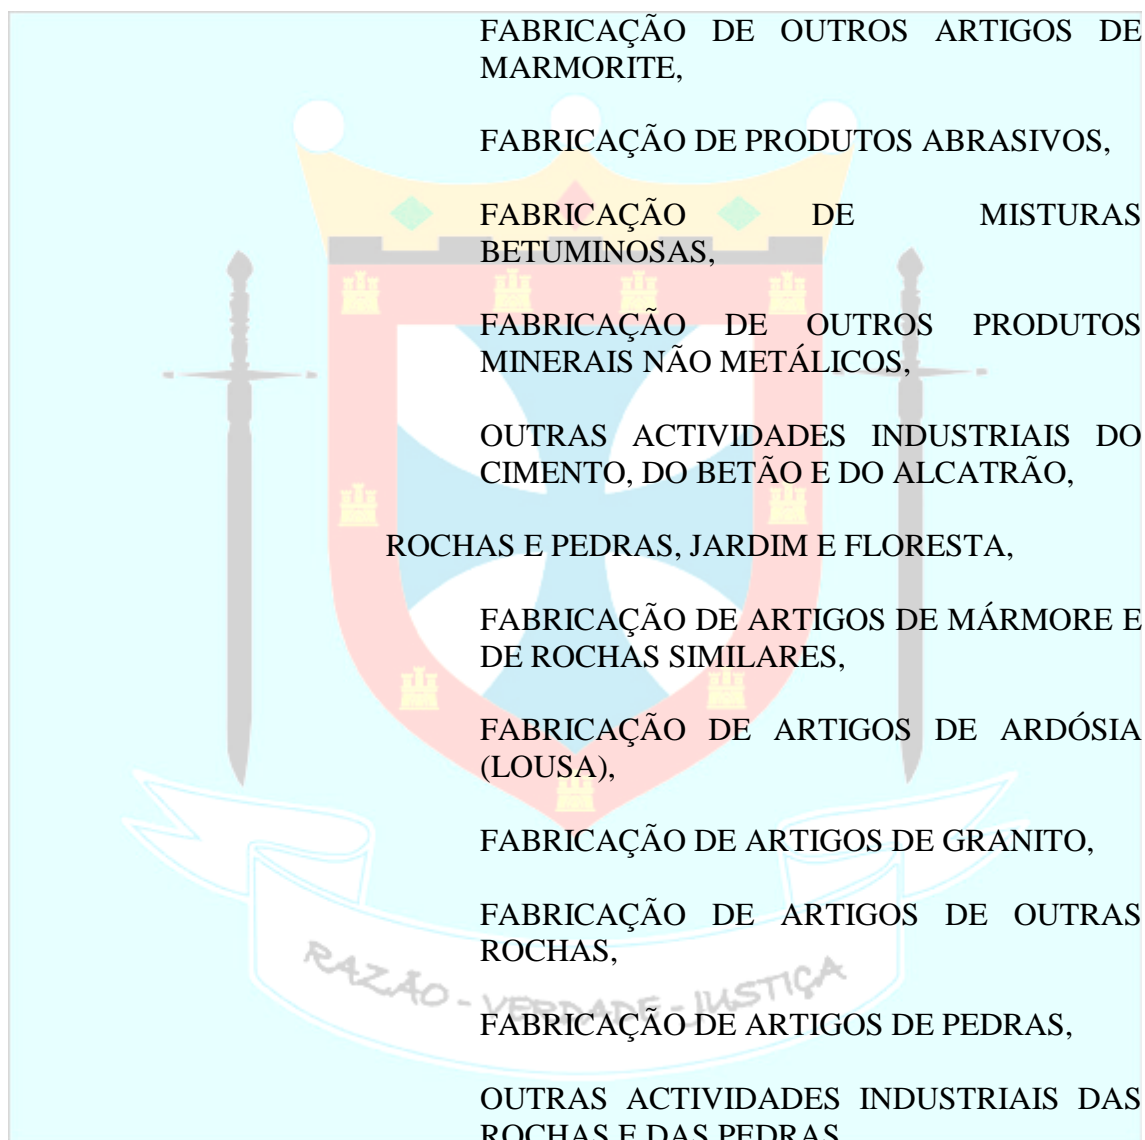 FABRICAÇÃO DE OUTROS ARTIGOS DE
MARMORITE,
FABRICAÇÃO DE PRODUTOS ABRASIVOS,
FABRICAÇÃO DE MISTURAS
BETUMINOSAS,
FABRICAÇÃO DE OUTROS PRODUTOS
MINERAIS NÃO METÁLICOS,
OUTRAS ACTIVIDADES INDUSTRIAIS DO
CIMENTO, DO BETÃO E DO ALCATRÃO,
ROCHAS E PEDRAS, JARDIM E FLORESTA,
FABRICAÇÃO DE ARTIGOS DE MÁRMORE E
DE ROCHAS SIMILARES,
FABRICAÇÃO DE ARTIGOS DE ARDÓSIA
(LOUSA),
FABRICAÇÃO DE ARTIGOS DE GRANITO,
FABRICAÇÃO DE ARTIGOS DE OUTRAS
ROCHAS,
RAZÃO - VERDADE - JUSTIÇA
FABRICAÇÃO DE ARTIGOS DE PEDRAS,
OUTRAS ACTIVIDADES INDUSTRIAIS DAS
ROCHAS E DAS PEDRAS